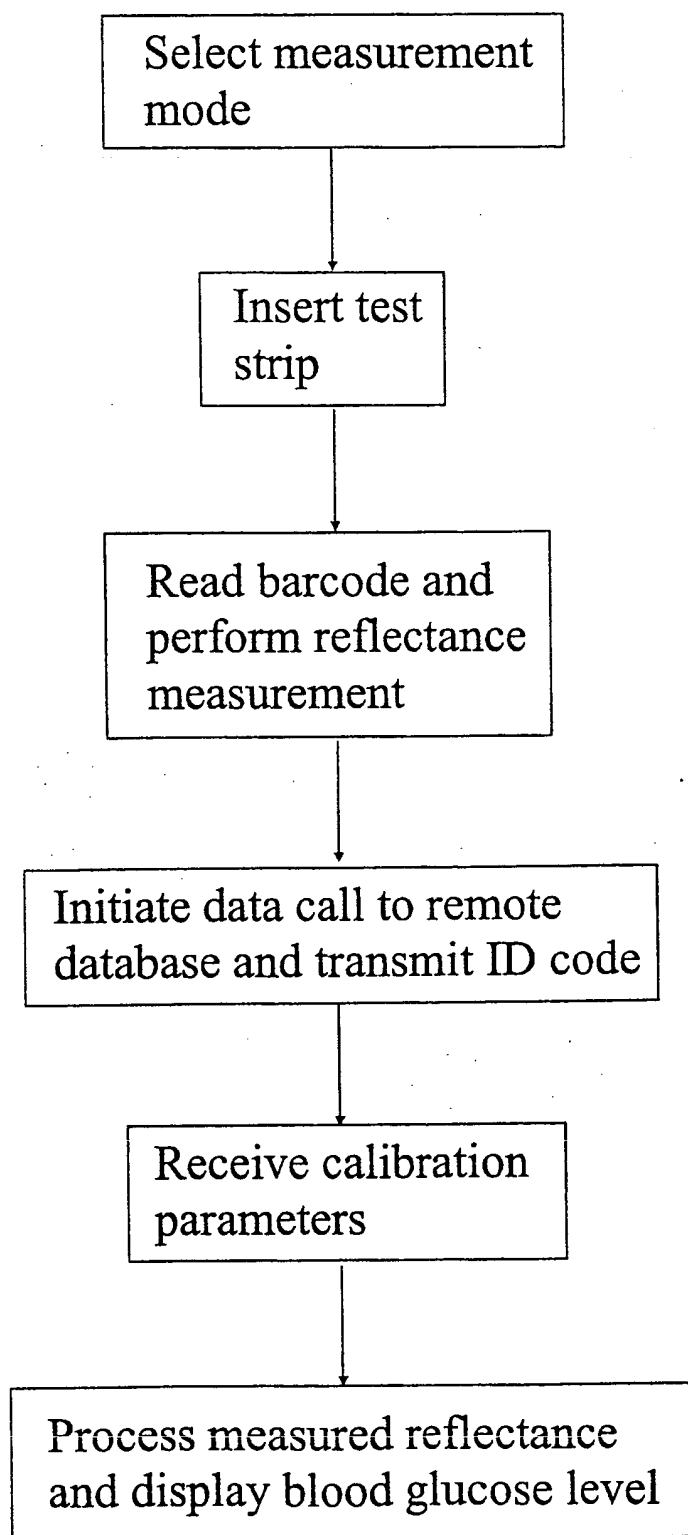 Select measurement
mode
Insert test
strip
Read barcode and
perform reflectance
measurement
Initiate data call to remote
database and transmit ID code
Receive calibration
parameters
Process measured reflectance
and display blood glucose level